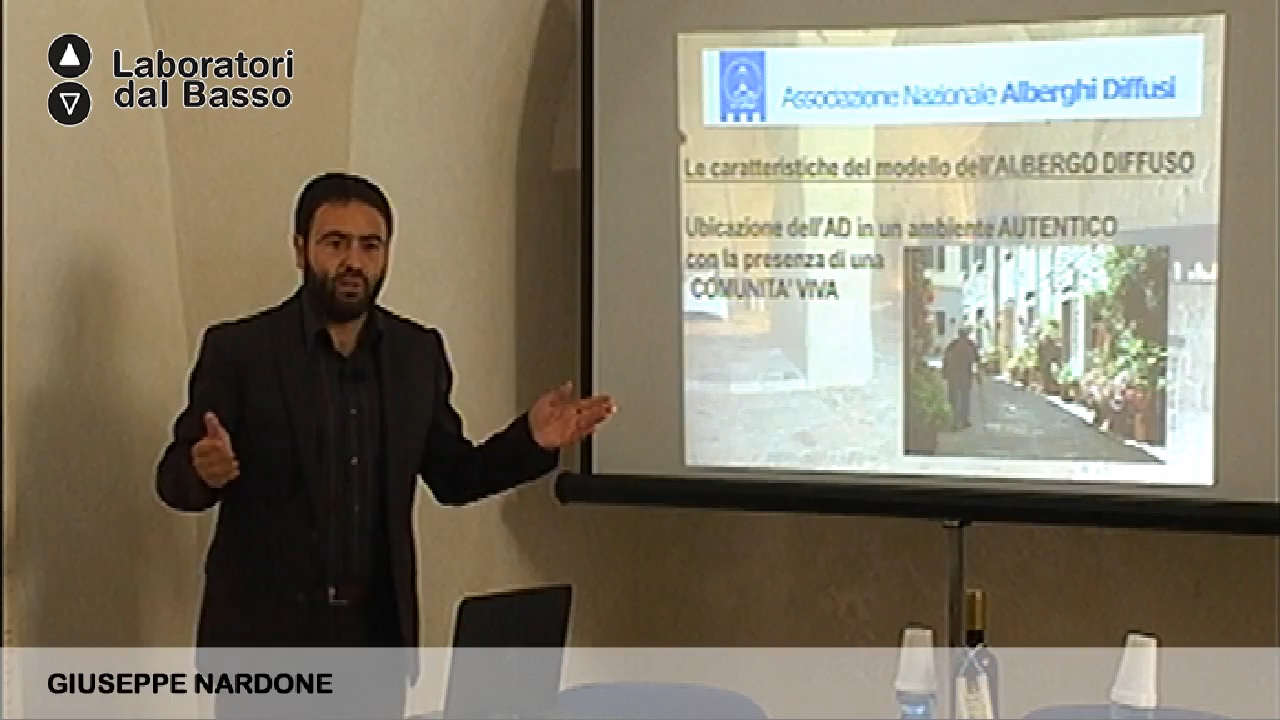 Laboratori
dal Basso
Associazione Nazionale Alberghi Diffusi
Le caratteristiche del modello dell'ALBERGO DIFFUSO
Ubicazione dell'AD in un ambiente AUTENTICO
con la presenza di una
COMUNITA' VIVA
GIUSEPPE NARDONE